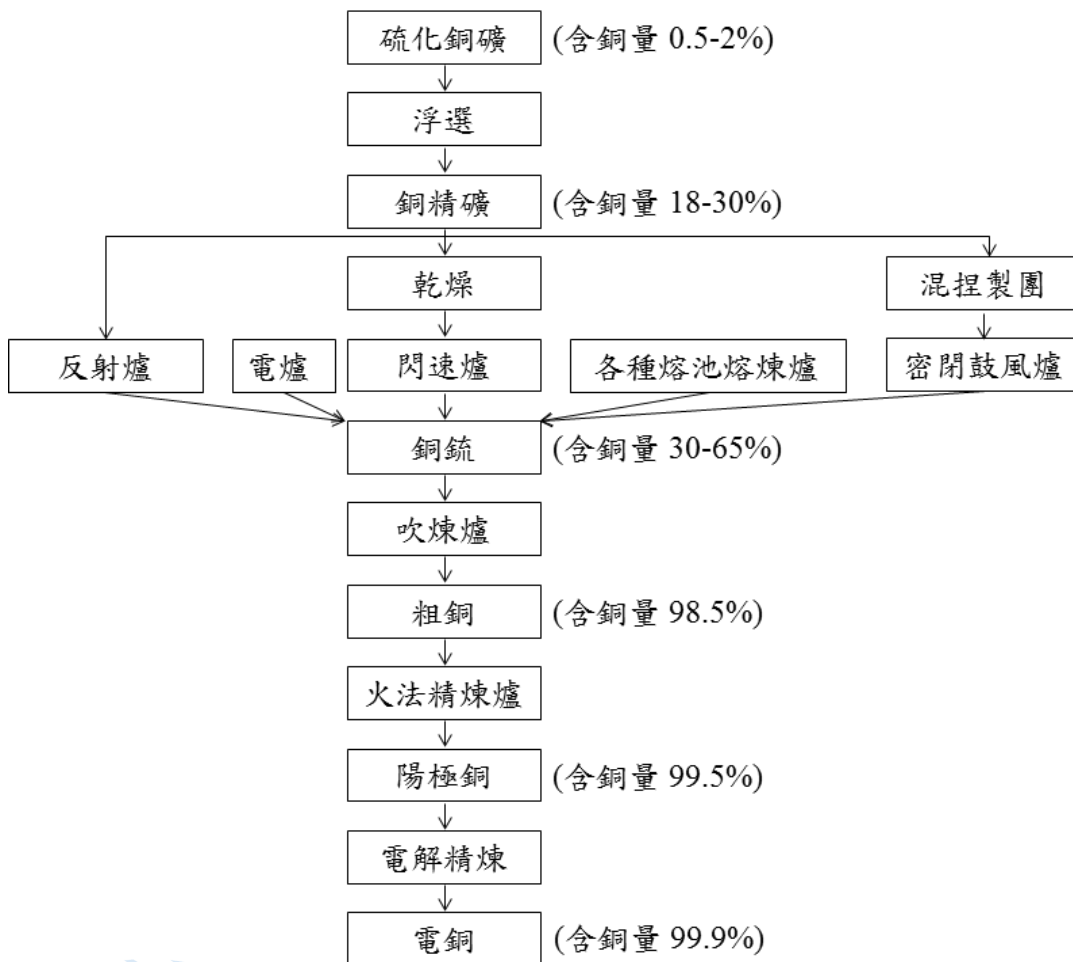 硫化銅礦 (含銅量 0.5-2%)
浮選
銅精礦 (含銅量 18-30%)
乾燥 混捏製團
反射爐 電爐 閃速爐 各種熔池熔煉爐 密閉鼓風爐
銅鋶 (含銅量 30-65%)
吹煉爐
粗銅 (含銅量 98.5%)
火法精煉爐
陽極銅 (含銅量 99.5%)
電解精煉
電銅 (含銅量 99.9%)